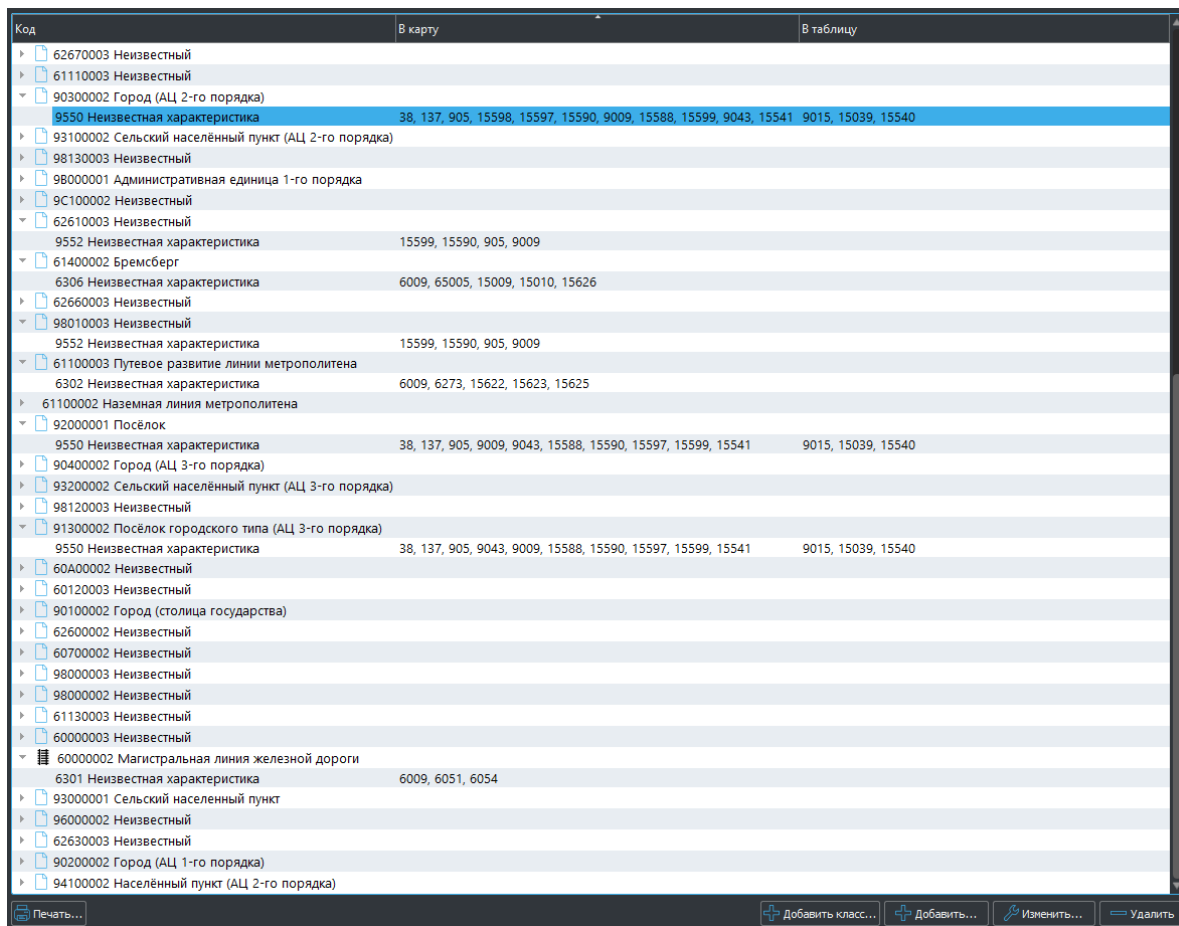 Код В карту В таблицу
62670003 Неизвестный
61110003 Неизвестный
90300002 Город (АЦ 2-го порядка)
9550 Неизвестная характеристика 38, 137, 905, 15598, 15597, 15590, 9009, 15588, 15599, 9043, 15541 9015, 15039, 15540
93100002 Сельский населённый пункт (АЦ 2-го порядка)
98130003 Неизвестный
9B000001 Административная единица 1-го порядка
9C100002 Неизвестный
62610003 Неизвестный
9552 Неизвестная характеристика 15599, 15590, 905, 9009
61400002 Бремсберг
6306 Неизвестная характеристика 6009, 65005, 15009, 15010, 15626
62660003 Неизвестный
98010003 Неизвестный
9552 Неизвестная характеристика 15599, 15590, 905, 9009
61100003 Путевое развитие линии метрополитена
6302 Неизвестная характеристика 6009, 6273, 15622, 15623, 15625
61100002 Наземная линия метрополитена
92000001 Посёлок
9550 Неизвестная характеристика 38, 137, 905, 9009, 9043, 15588, 15590, 15597, 15599, 15541 9015, 15039, 15540
90400002 Город (АЦ 3-го порядка)
93200002 Сельский населённый пункт (АЦ 3-го порядка)
98120003 Неизвестный
91300002 Посёлок городского типа (АЦ 3-го порядка)
9550 Неизвестная характеристика 38, 137, 905, 9043, 9009, 15588, 15590, 15597, 15599, 15541 9015, 15039, 15540
60A00002 Неизвестный
60120003 Неизвестный
90100002 Город (столица государства)
62600002 Неизвестный
60700002 Неизвестный
98000003 Неизвестный
98000002 Неизвестный
61130003 Неизвестный
60000003 Неизвестный
60000002 Магистральная линия железной дороги
6301 Неизвестная характеристика 6009, 6051, 6054
93000001 Сельский населенный пункт
96000002 Неизвестный
62630003 Неизвестный
90200002 Город (АЦ 1-го порядка)
94100002 Населённый пункт (АЦ 2-го порядка)
Печать... Добавить класс... Добавить... Изменить... Удалить